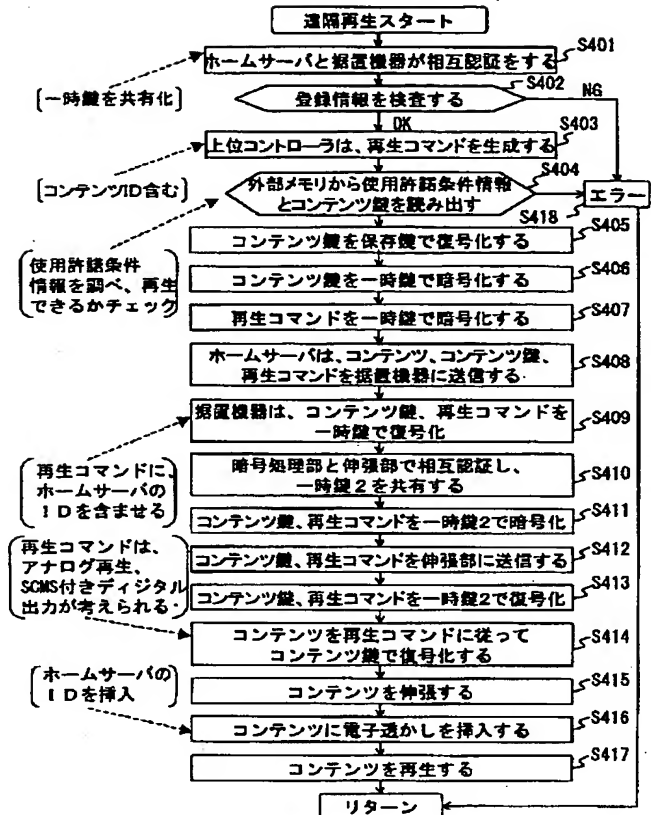 遠隔再生スタート
ホームサーバと据置機器が相互認証をする
S401
[一時鍵を共有化]
登録情報を検査する
S402
NG
OK
上位コントローラは、再生コマンドを生成する
S403
[コンテンツID含む]
外部メモリから使用許諾条件情報
とコンテンツ鍵を読み出す
S404
エラー
S418
使用許諾条件
情報を調べ、再生
できるかチェック
コンテンツ鍵を保存鍵で復号化する
S405
コンテンツ鍵を一時鍵で暗号化する
S406
再生コマンドを一時鍵で暗号化する
S407
ホームサーバは、コンテンツ、コンテンツ鍵、
再生コマンドを据置機器に送信する
S408
据置機器は、コンテンツ鍵、再生コマンドを
一時鍵で復号化
S409
再生コマンドに、
ホームサーバの
IDを含ませる
暗号処理部と伸張部で相互認証し、
一時鍵2を共有する
S410
コンテンツ鍵、再生コマンドを一時鍵2で暗号化
S411
再生コマンドは、
アナログ再生、
SCMS付きディジタル
出力が考えられる
コンテンツ鍵、再生コマンドを伸張部に送信する
S412
コンテンツ鍵、再生コマンドを一時鍵2で復号化
S413
コンテンツを再生コマンドに従って
コンテンツ鍵で復号化する
S414
ホームサーバの
IDを挿入
コンテンツを伸張する
S415
コンテンツに電子透かしを挿入する
S416
コンテンツを再生する
S417
リターン